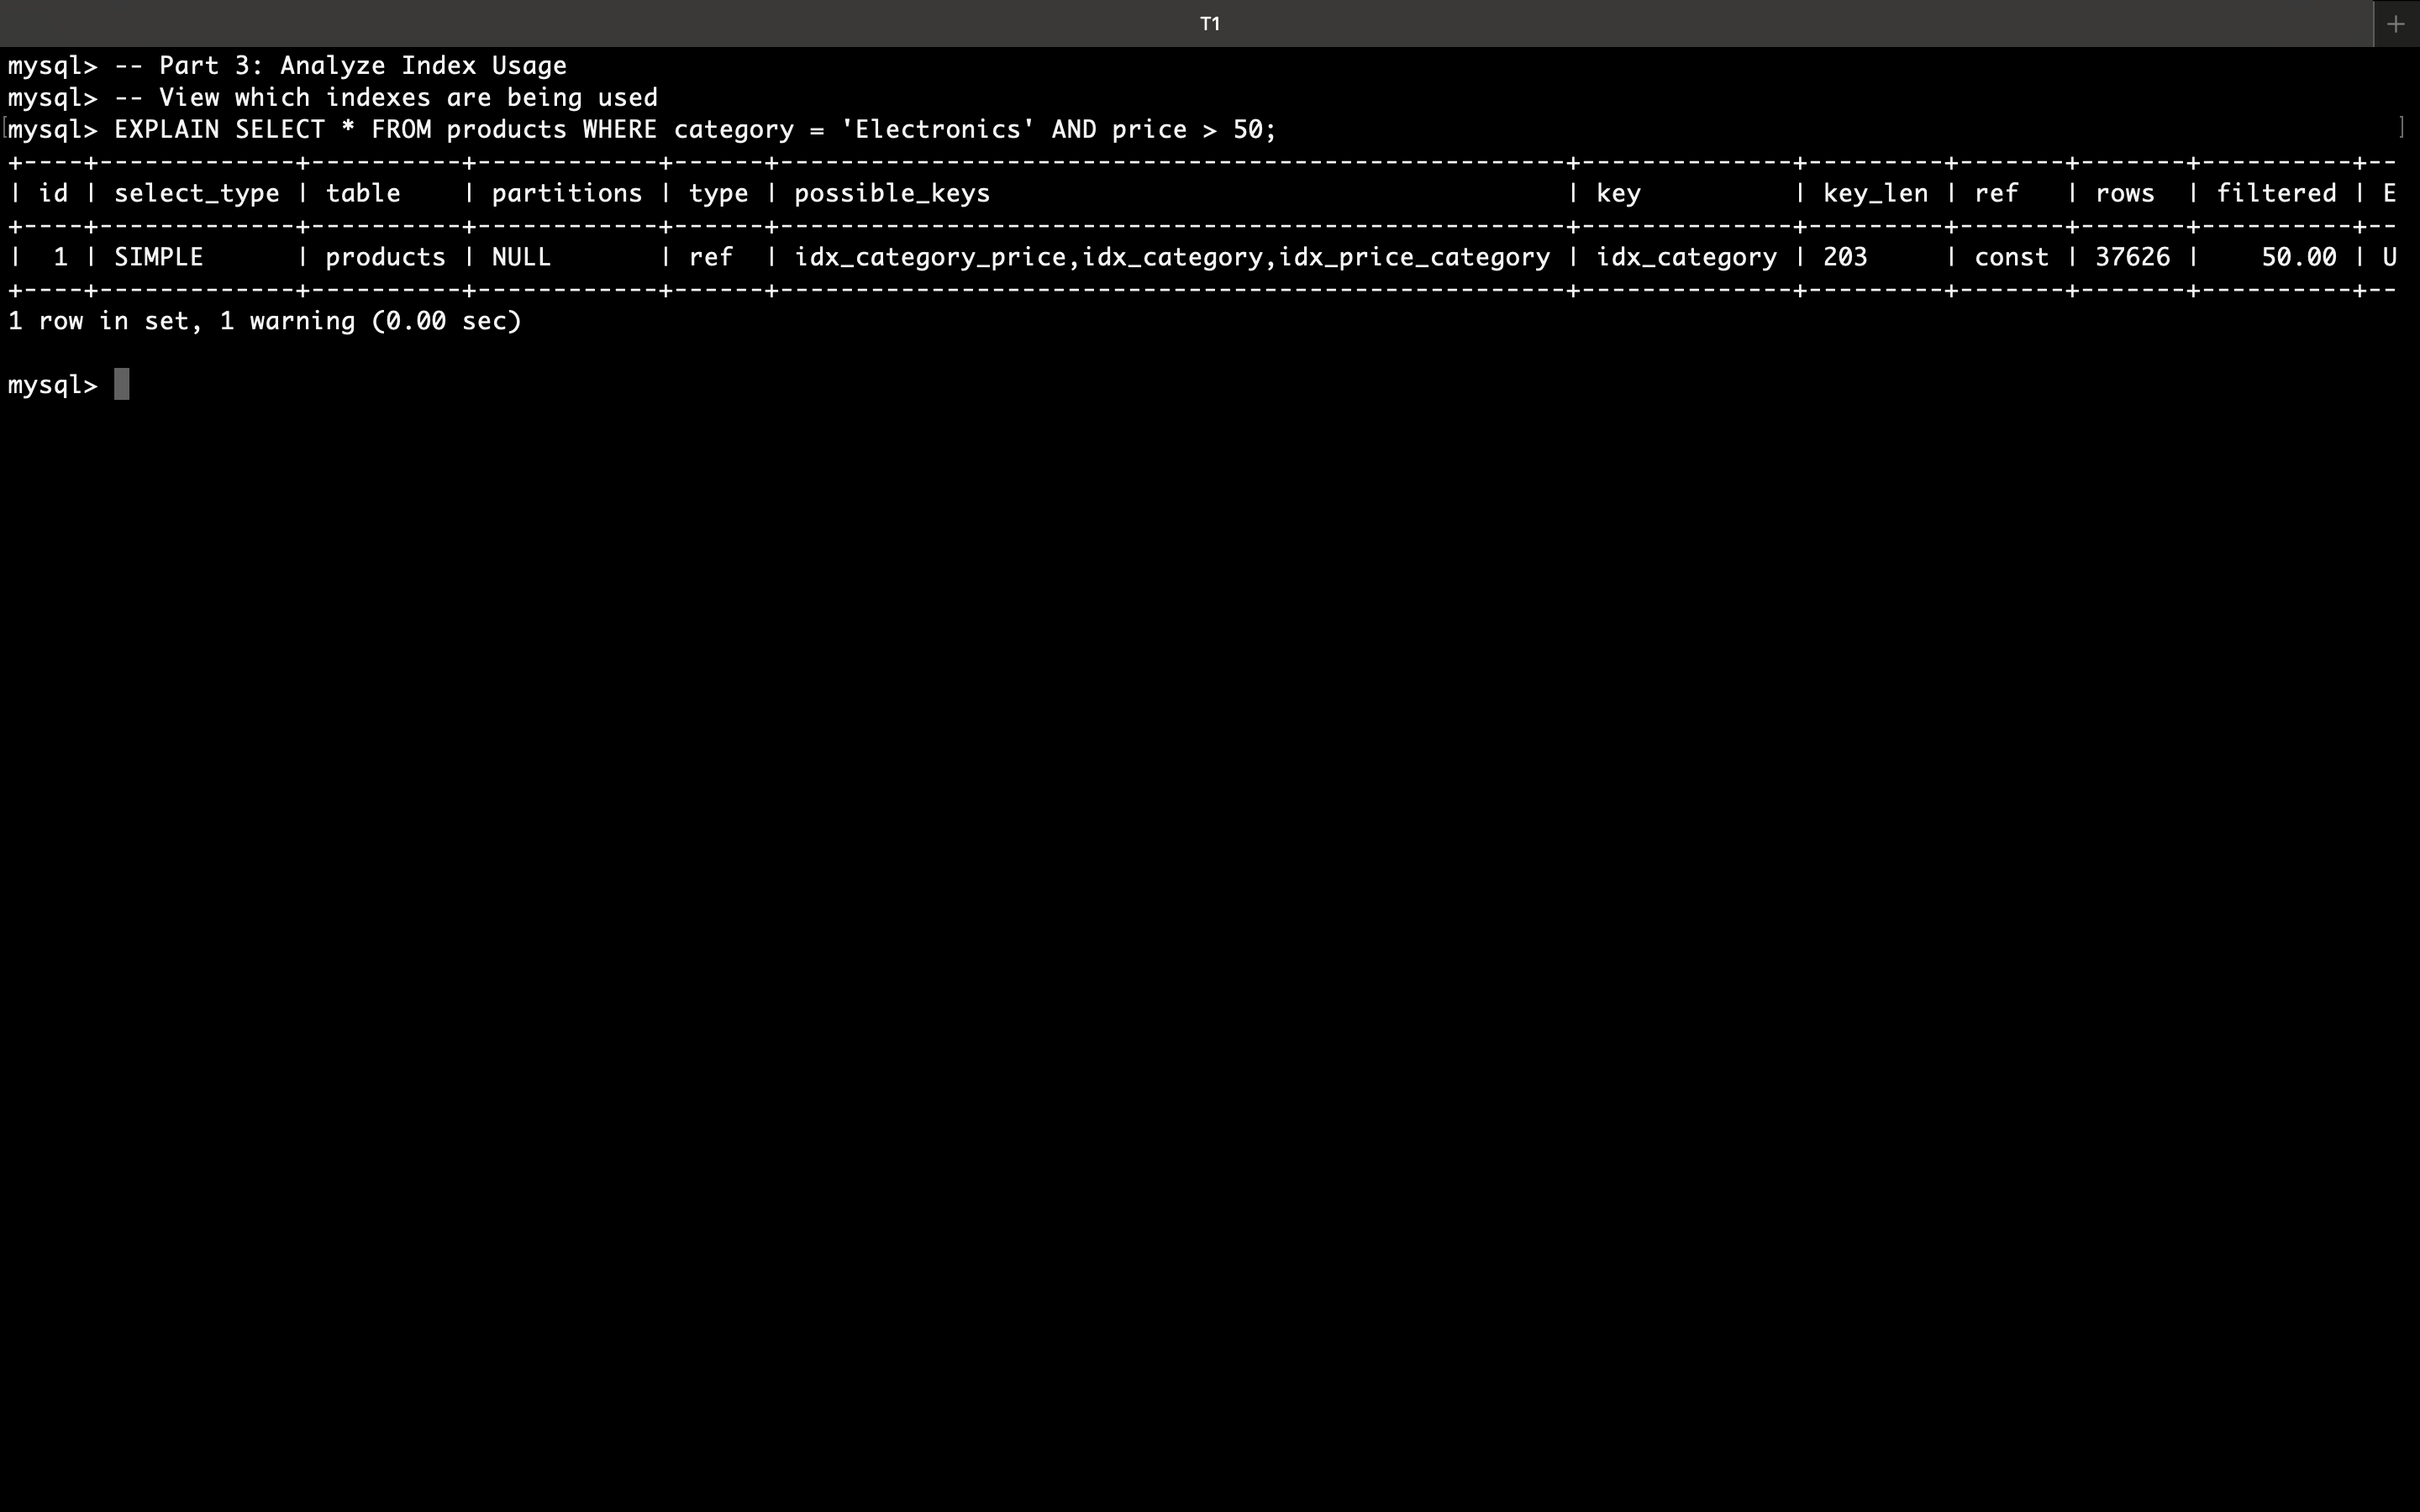 T1
+
mysql> -- Part 3: Analyze Index Usage
mysql> -- View which indexes are being used
[mysql> EXPLAIN SELECT * FROM products WHERE category = 'Electronics' AND price > 50; ]
+----+-------------+----------+------------+------+----------------------------------------------------+--------------+---------+-------+-------+----------+--
| id | select_type | table    | partitions | type | possible_keys                                      | key          | key_len | ref   | rows  | filtered | E
+----+-------------+----------+------------+------+----------------------------------------------------+--------------+---------+-------+-------+----------+--
|  1 | SIMPLE      | products | NULL       | ref  | idx_category_price,idx_category,idx_price_category | idx_category | 203     | const | 37626 |    50.00 | U
+----+-------------+----------+------------+------+----------------------------------------------------+--------------+---------+-------+-------+----------+--
1 row in set, 1 warning (0.00 sec)
mysql>